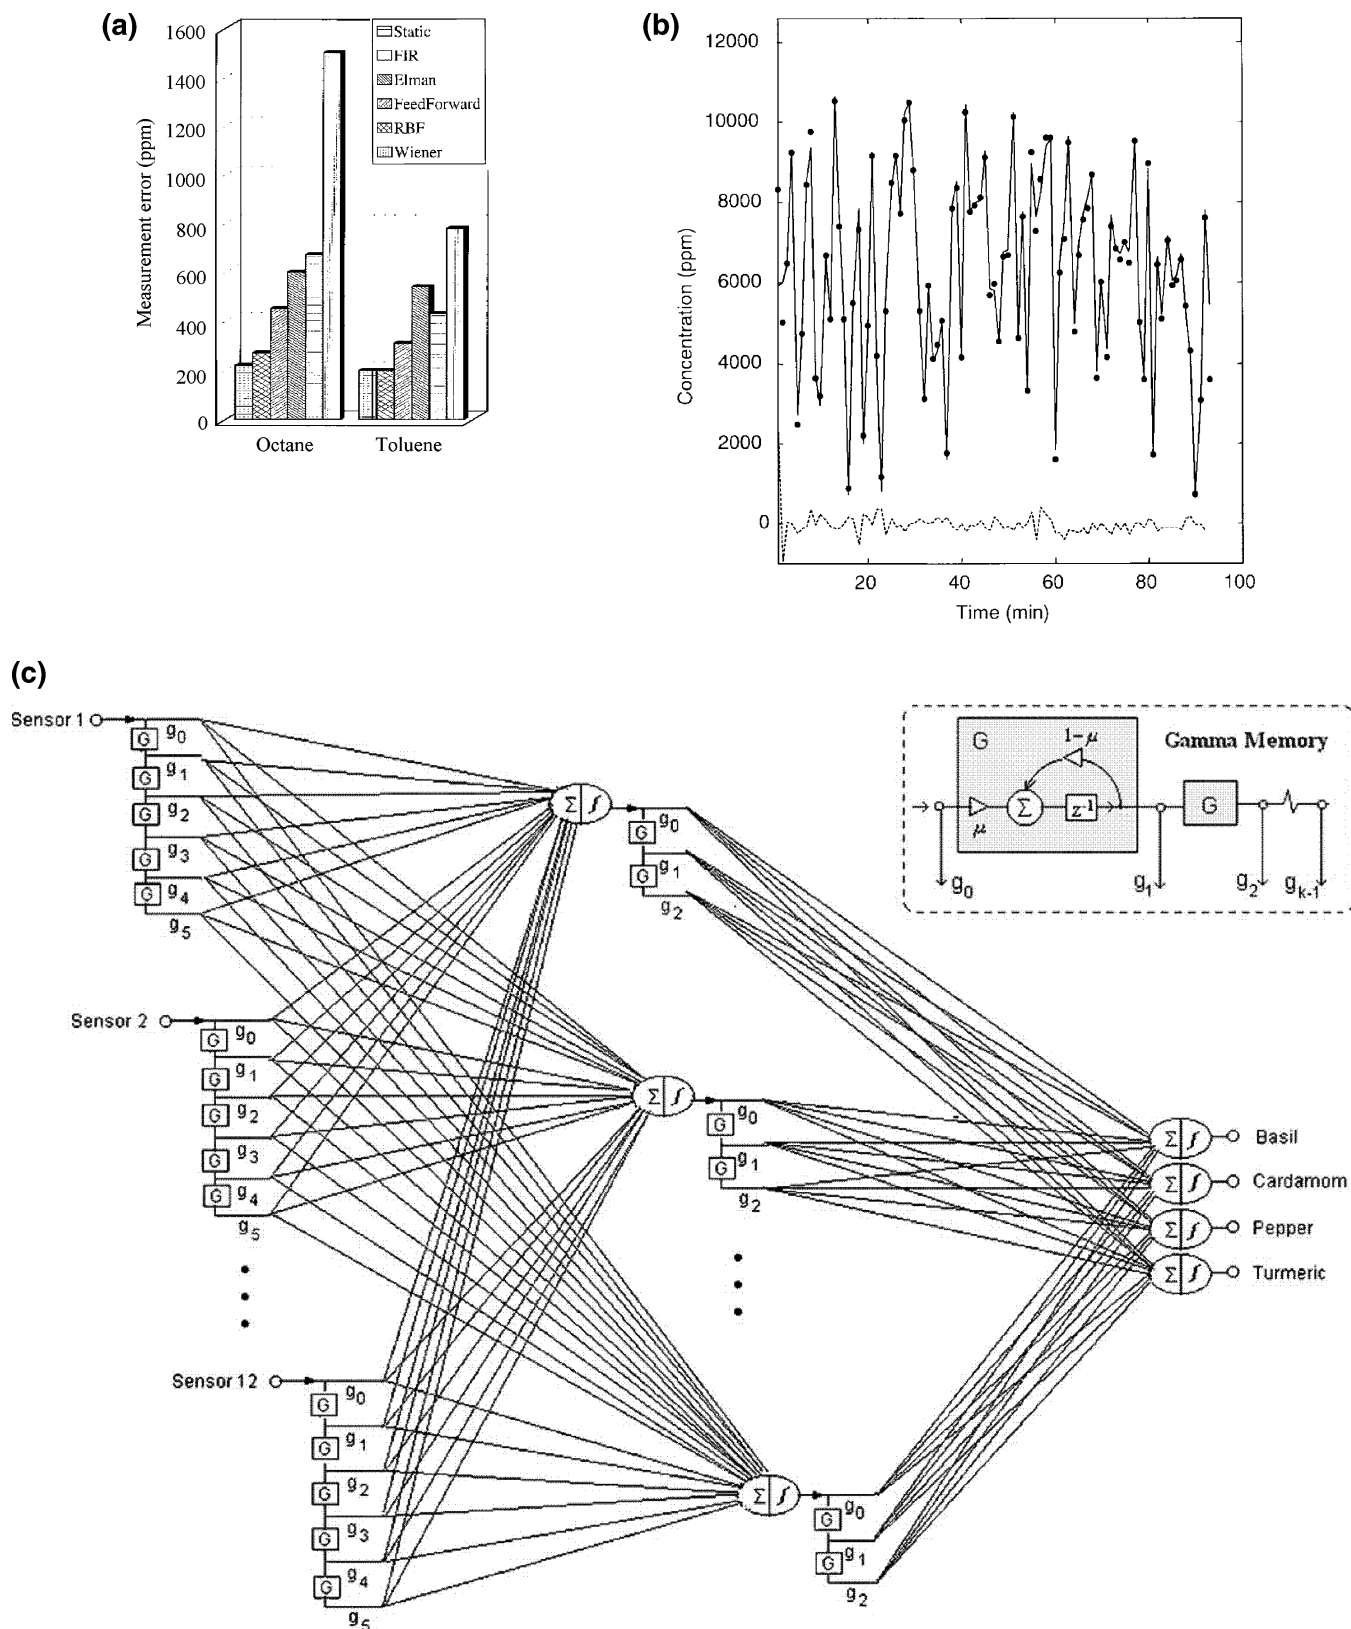 (a)
1600
1400
1200
1000
800
600
400
200
0
Measurement error (ppm)
Static
FIR
Elman
FeedForward
RBF
Wiener
Octane
Toluene
(b)
12000
10000
8000
6000
4000
2000
0
Concentration (ppm)
20
40
60
80
100
Time (min)
(c)
Sensor 1
G
G
G
G
G
g0
g1
g2
g3
g4
g5
Σ ∫
G
G
g0
g1
g2
G
1-μ
Gamma Memory
μ
Σ
z-1
G
g0
g1
g2
gk-1
Sensor 2
G
G
G
G
G
g0
g1
g2
g3
g4
g5
Σ ∫
G
G
g0
g1
g2
Σ ∫
Basil
Σ ∫
Cardamom
Σ ∫
Pepper
Σ ∫
Turmeric
Sensor 12
G
G
G
G
G
g0
g1
g2
g3
g4
g5
Σ ∫
G
G
g0
g1
g2